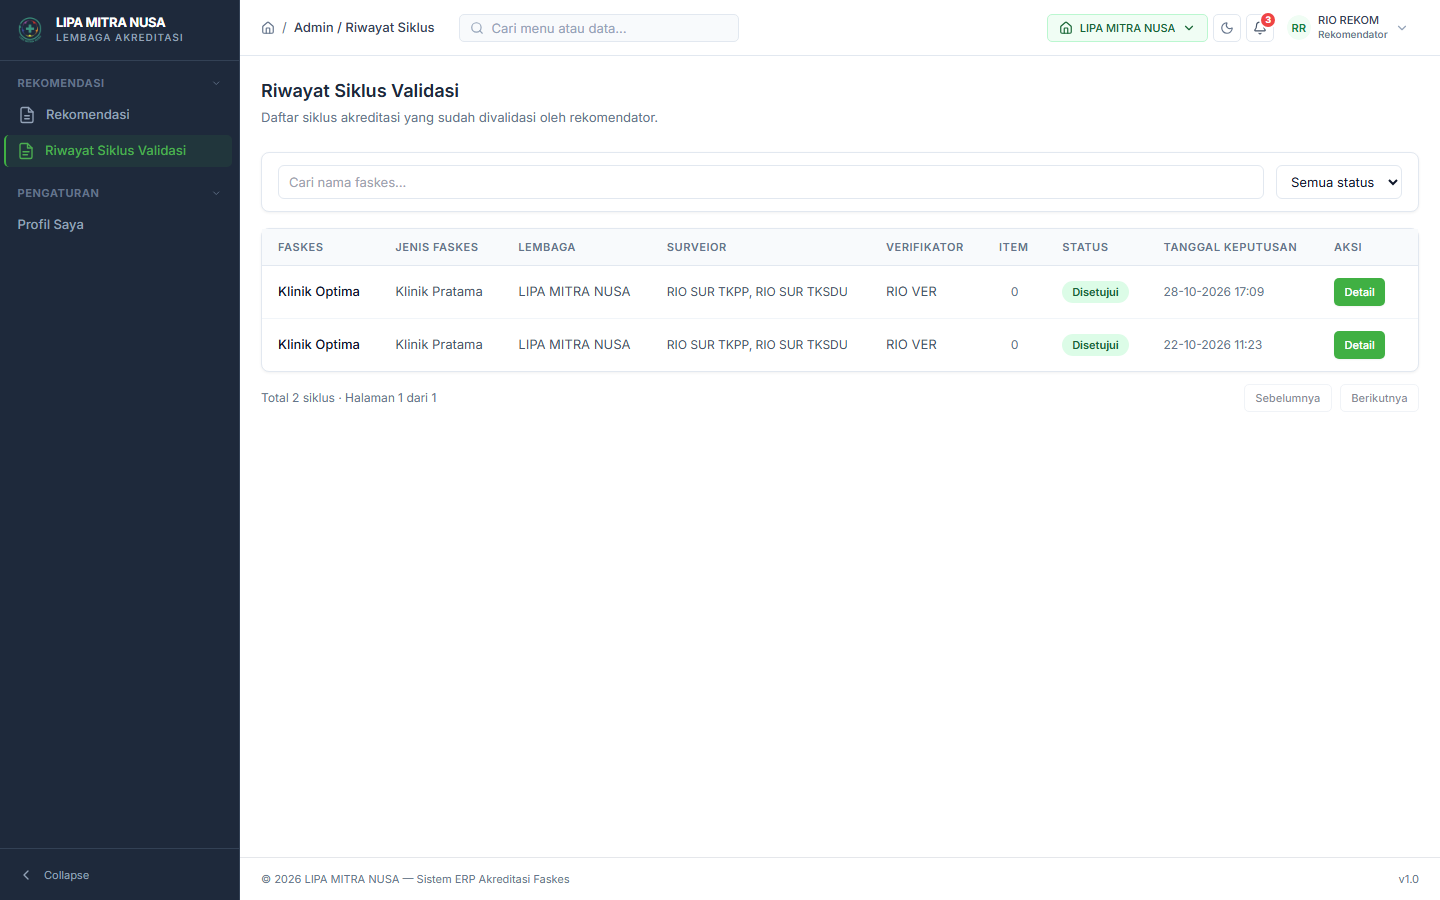 LIPA MITRA NUSA
LEMBAGA AKREDITASI
REKOMENDASI
Rekomendasi
Riwayat Siklus Validasi
PENGATURAN
Profil Saya
Collapse
/ Admin / Riwayat Siklus
Cari menu atau data...
LIPA MITRA NUSA
3
RR
RIO REKOM
Rekomendator
Riwayat Siklus Validasi
Daftar siklus akreditasi yang sudah divalidasi oleh rekomendator.
Cari nama faskes...
Semua status
FASKES JENIS FASKES LEMBAGA SURVEIOR VERIFIKATOR ITEM STATUS TANGGAL KEPUTUSAN AKSI
Klinik Optima Klinik Pratama LIPA MITRA NUSA RIO SUR TKPP, RIO SUR TKSDU RIO VER 0 Disetujui 28-10-2026 17:09 Detail
Klinik Optima Klinik Pratama LIPA MITRA NUSA RIO SUR TKPP, RIO SUR TKSDU RIO VER 0 Disetujui 22-10-2026 11:23 Detail
Total 2 siklus · Halaman 1 dari 1
Sebelumnya
Berikutnya
© 2026 LIPA MITRA NUSA — Sistem ERP Akreditasi Faskes
v1.0